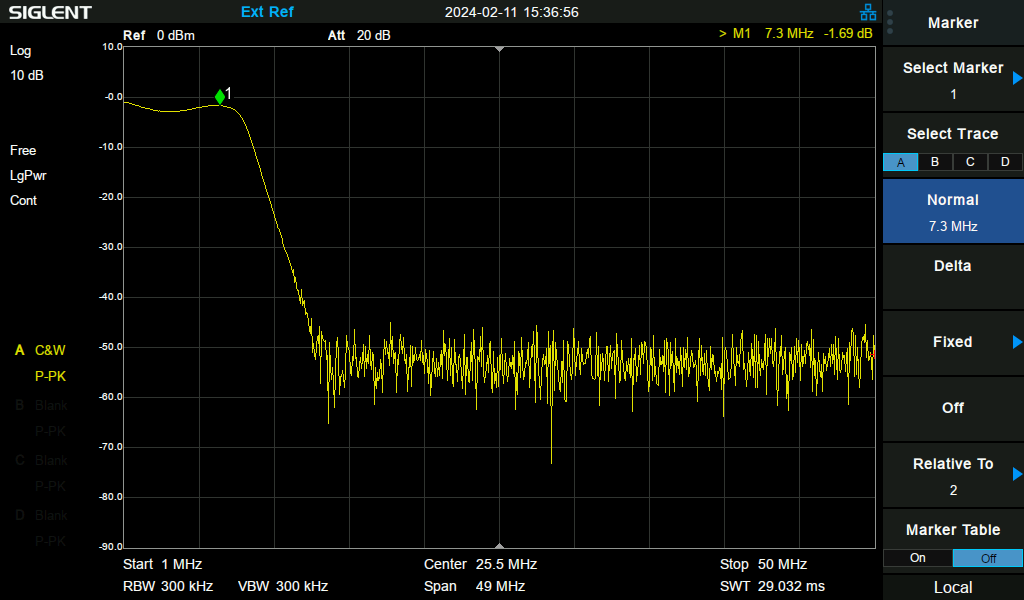 SIGLENT Ext Ref 2024-02-11 15:36:56
Ref 0 dBm Att 20 dB > M1 7.3 MHz -1.69 dB
Log
10 dB
Free
LgPwr
Cont
A C&W
P-PK
B Blank
P-PK
C Blank
P-PK
D Blank
P-PK
10.0
-0.0
-10.0
-20.0
-30.0
-40.0
-50.0
-60.0
-70.0
-80.0
-90.0
1
Start 1 MHz Center 25.5 MHz Stop 50 MHz
RBW 300 kHz VBW 300 kHz Span 49 MHz SWT 29.032 ms
Marker
Select Marker
1
Select Trace
A B C D
Normal
7.3 MHz
Delta
Fixed
Off
Relative To
2
Marker Table
On Off
Local